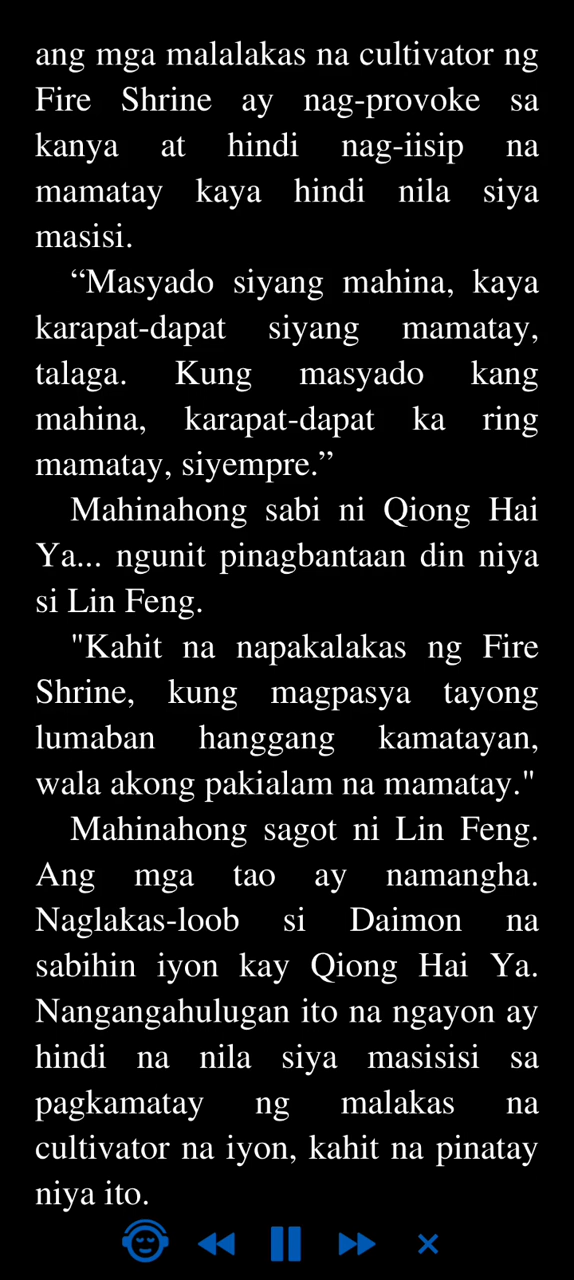 ang mga malalakas na cultivator ng
Fire Shrine ay nag-provoke sa
kanya at hindi nag-iisip na
mamatay kaya hindi nila siya
masisi.
“Masyado siyang mahina, kaya
karapat-dapat siyang mamatay,
talaga. Kung masyado kang
mahina, karapat-dapat ka ring
mamatay, siyempre.”
Mahinahong sabi ni Qiong Hai
Ya... ngunit pinagbantaan din niya
si Lin Feng.
"Kahit na napakalakas ng Fire
Shrine, kung magpasya tayong
lumaban hanggang kamatayan,
wala akong pakialam na mamatay."
Mahinahong sagot ni Lin Feng.
Ang mga tao ay namangha.
Naglakas-loob si Daimon na
sabihin iyon kay Qiong Hai Ya.
Nangangahulugan ito na ngayon ay
hindi na nila siya masisisi sa
pagkamatay ng malakas na
cultivator na iyon, kahit na pinatay
niya ito.